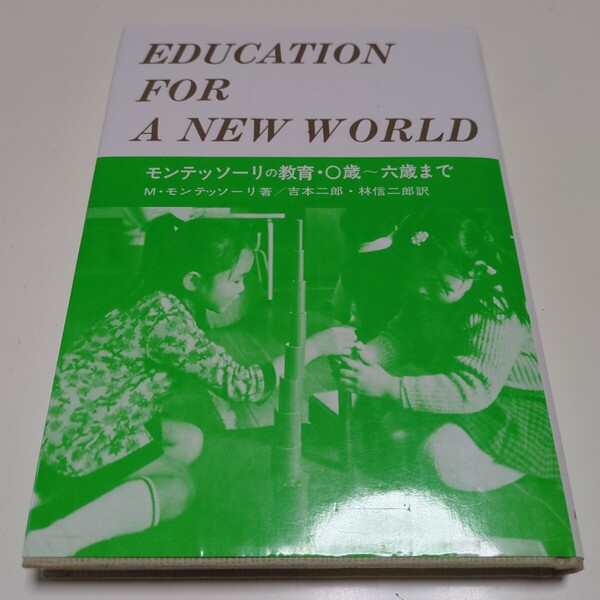 EDUCATION
FOR
A NEW WORLD
モンテッソーリの教育・〇歳～六歳まで
M・モンテッソーリ著／吉本二郎・林信二郎訳